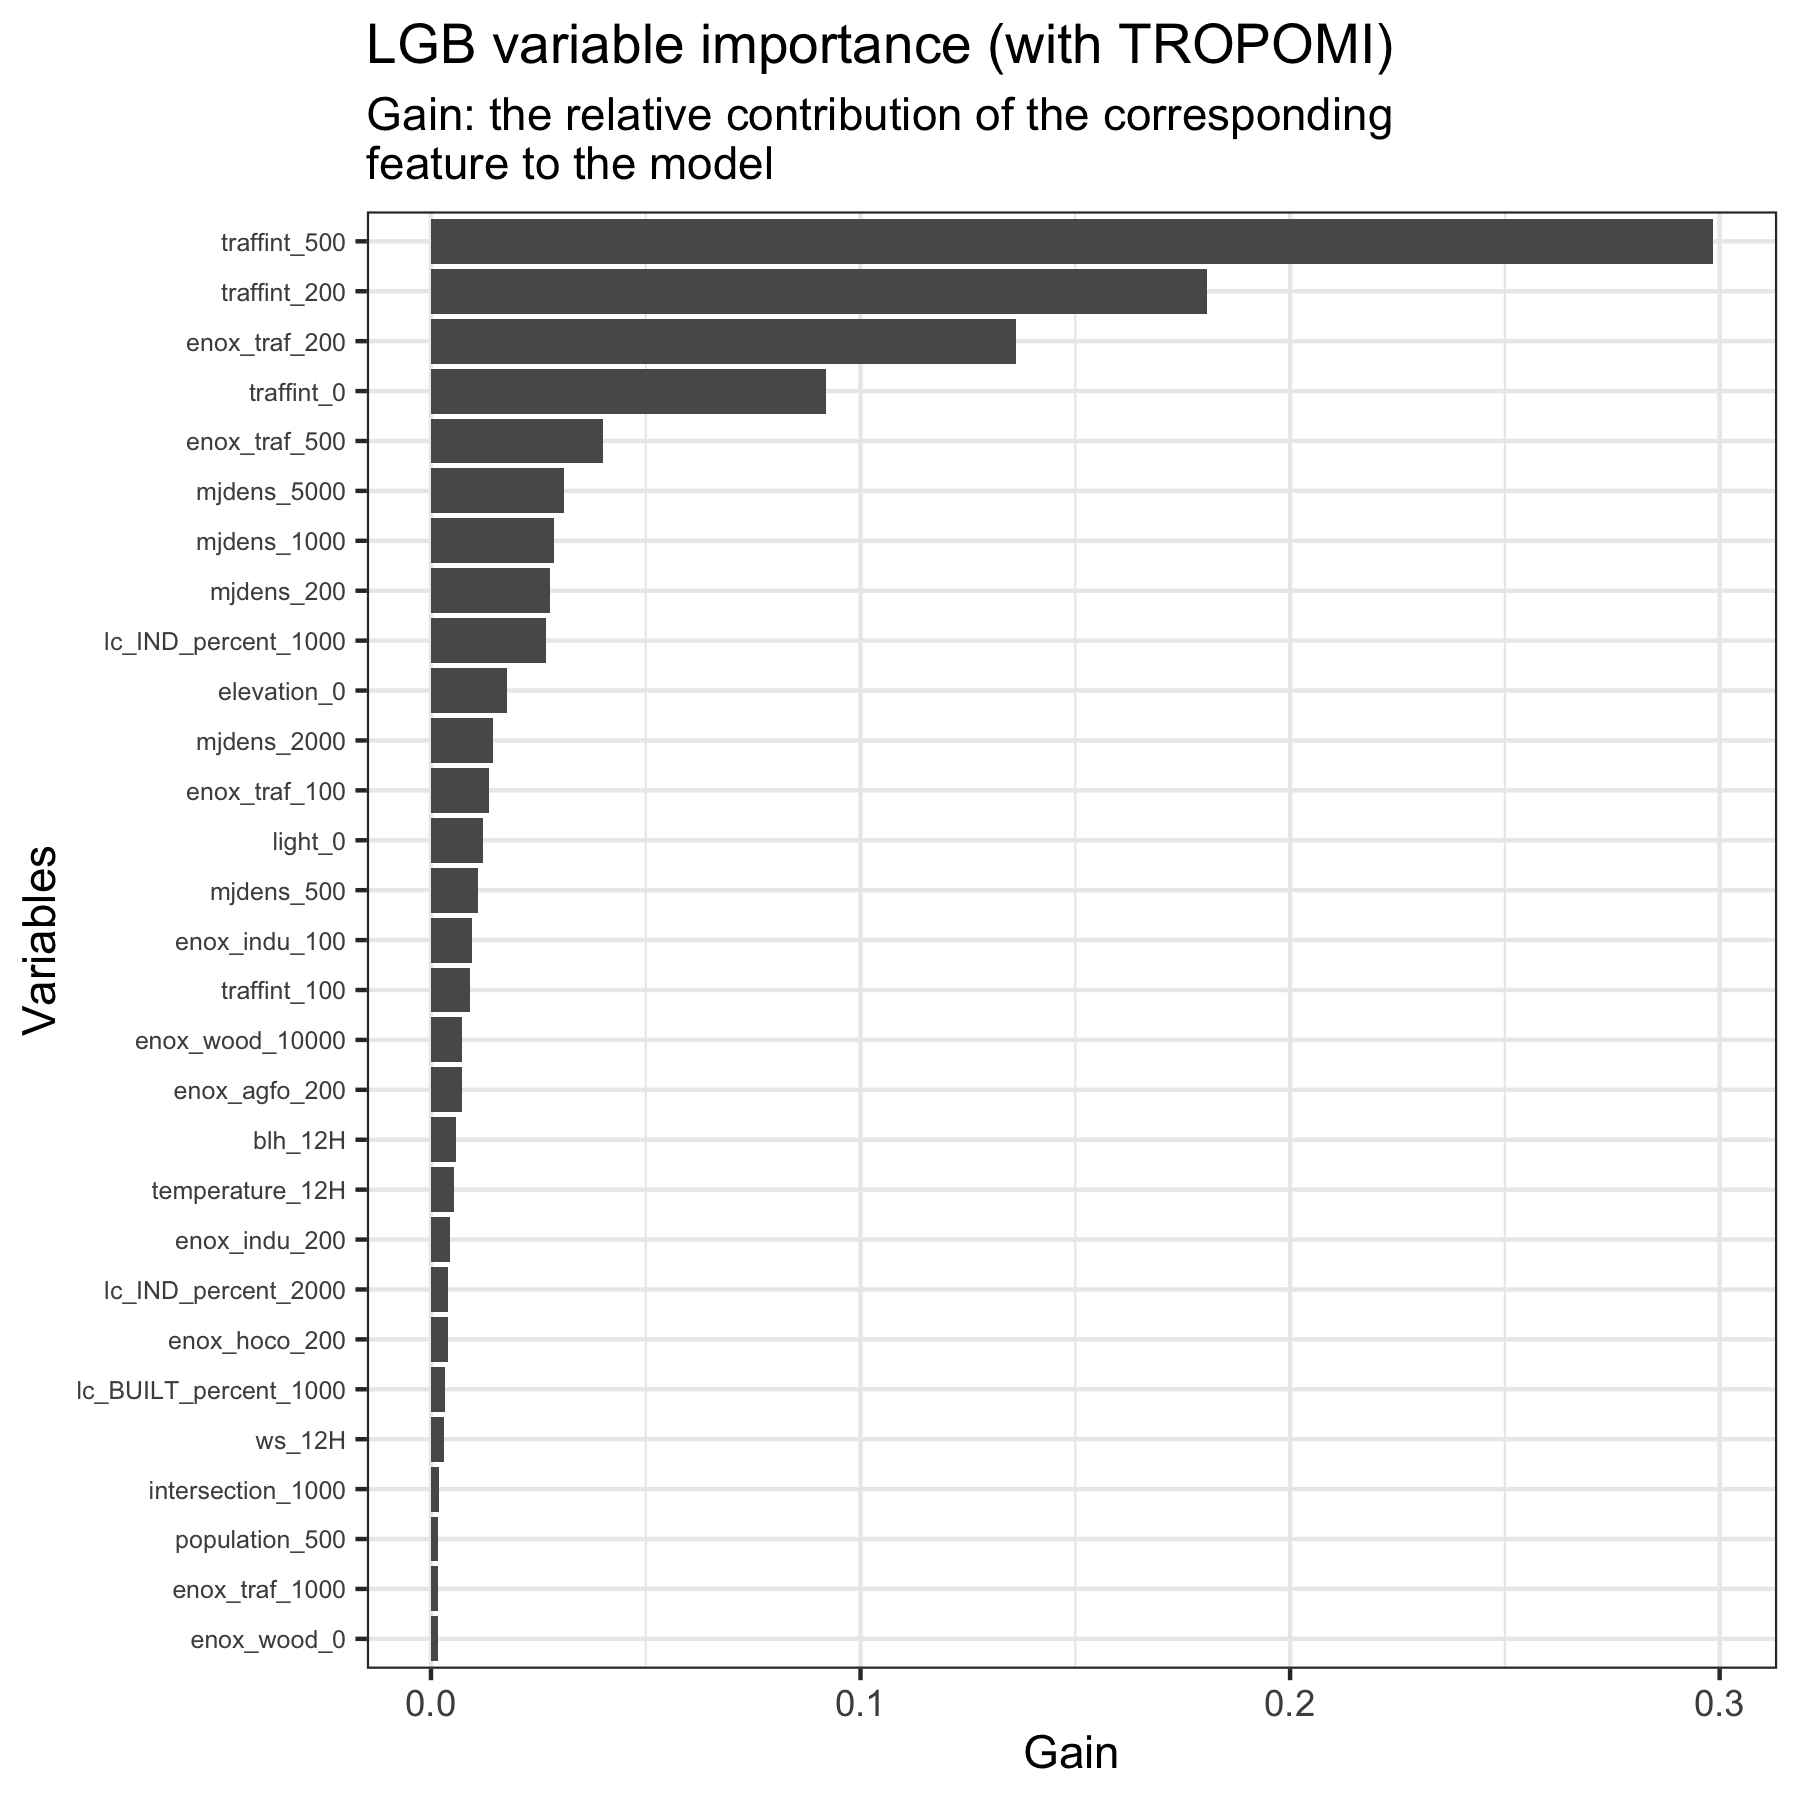 LGB variable importance (with TROPOMI)
Gain: the relative contribution of the corresponding
feature to the model
traffint_500
traffint_200
enox_traf_200
traffint_0
enox_traf_500
mjdens_5000
mjdens_1000
mjdens_200
lc_IND_percent_1000
elevation_0
mjdens_2000
enox_traf_100
light_0
mjdens_500
enox_indu_100
traffint_100
enox_wood_10000
enox_agfo_200
blh_12H
temperature_12H
enox_indu_200
lc_IND_percent_2000
enox_hoco_200
lc_BUILT_percent_1000
ws_12H
intersection_1000
population_500
enox_traf_1000
enox_wood_0
Variables
0.0 0.1 0.2 0.3
Gain